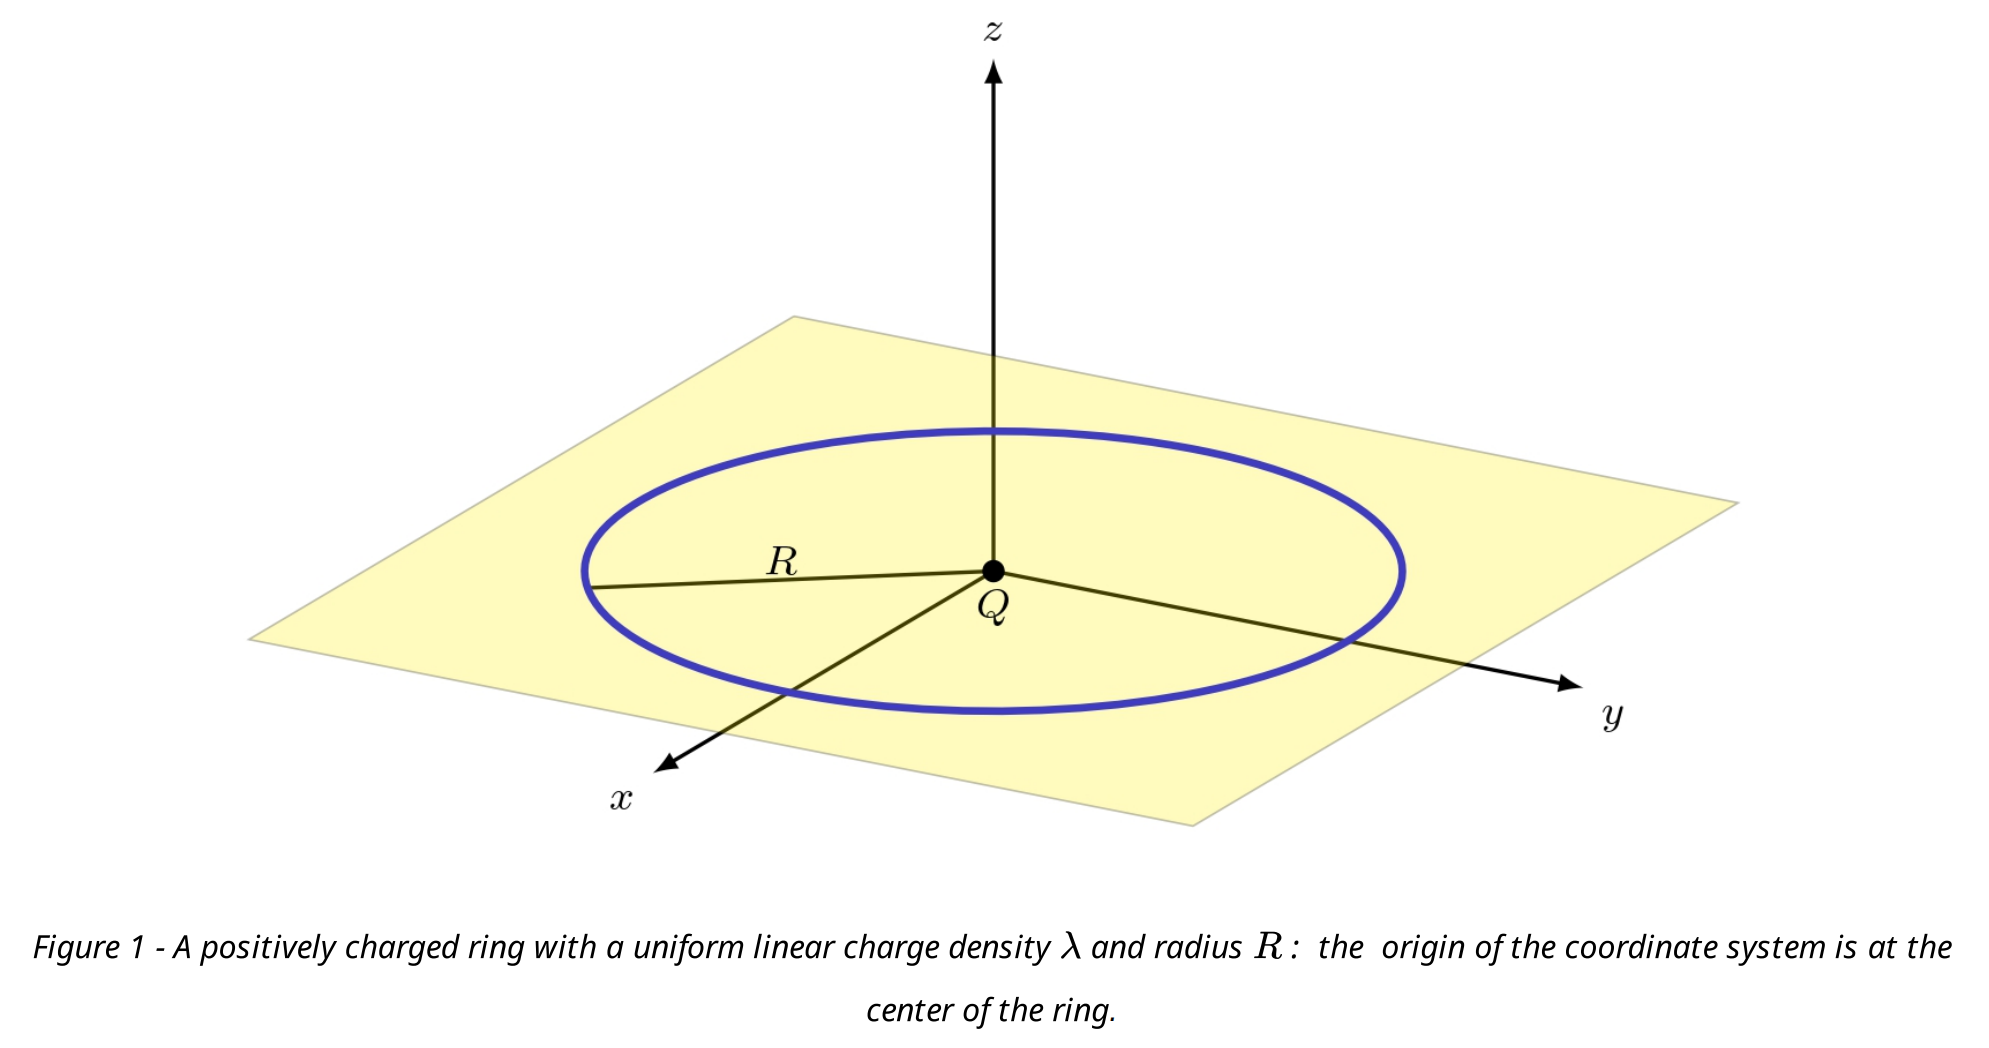 z
R
Q
y
x
Figure 1 - A positively charged ring with a uniform linear charge density λ and radius R : the origin of the coordinate system is at the
center of the ring.